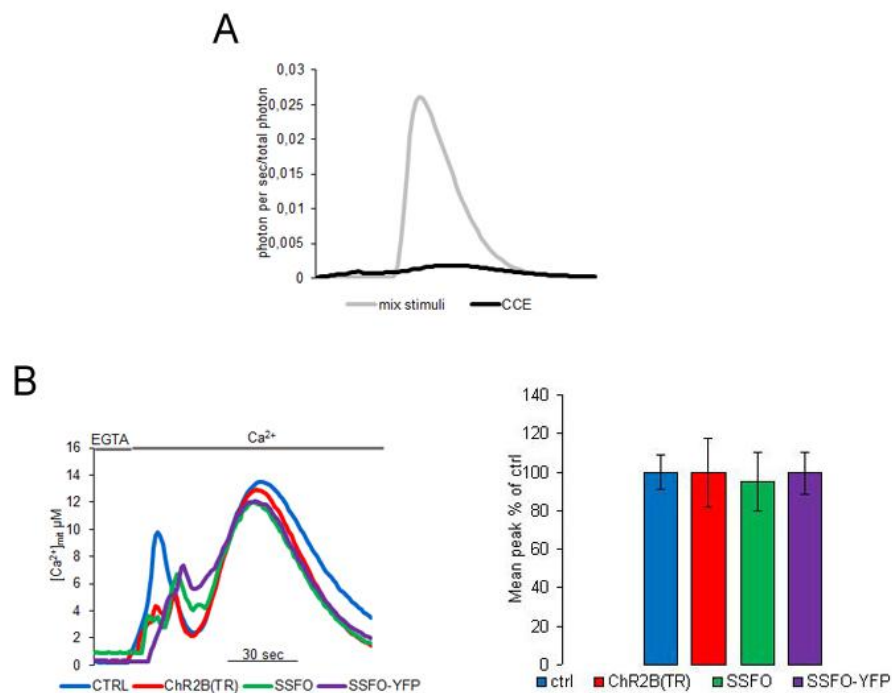 A
0,03
0,025
0,02
0,015
0,01
0,005
0
photon per sec/total photon
mix stimuli CCE
B
EGTA Ca²⁺
16
14
12
10
8
6
4
2
0
[Ca²⁺]mit µM
30 sec
CTRL ChR2B(TR) SSFO SSFO-YFP
140
120
100
80
60
40
20
0
Mean peak % of ctrl
ctrl ChR2B(TR) SSFO SSFO-YFP